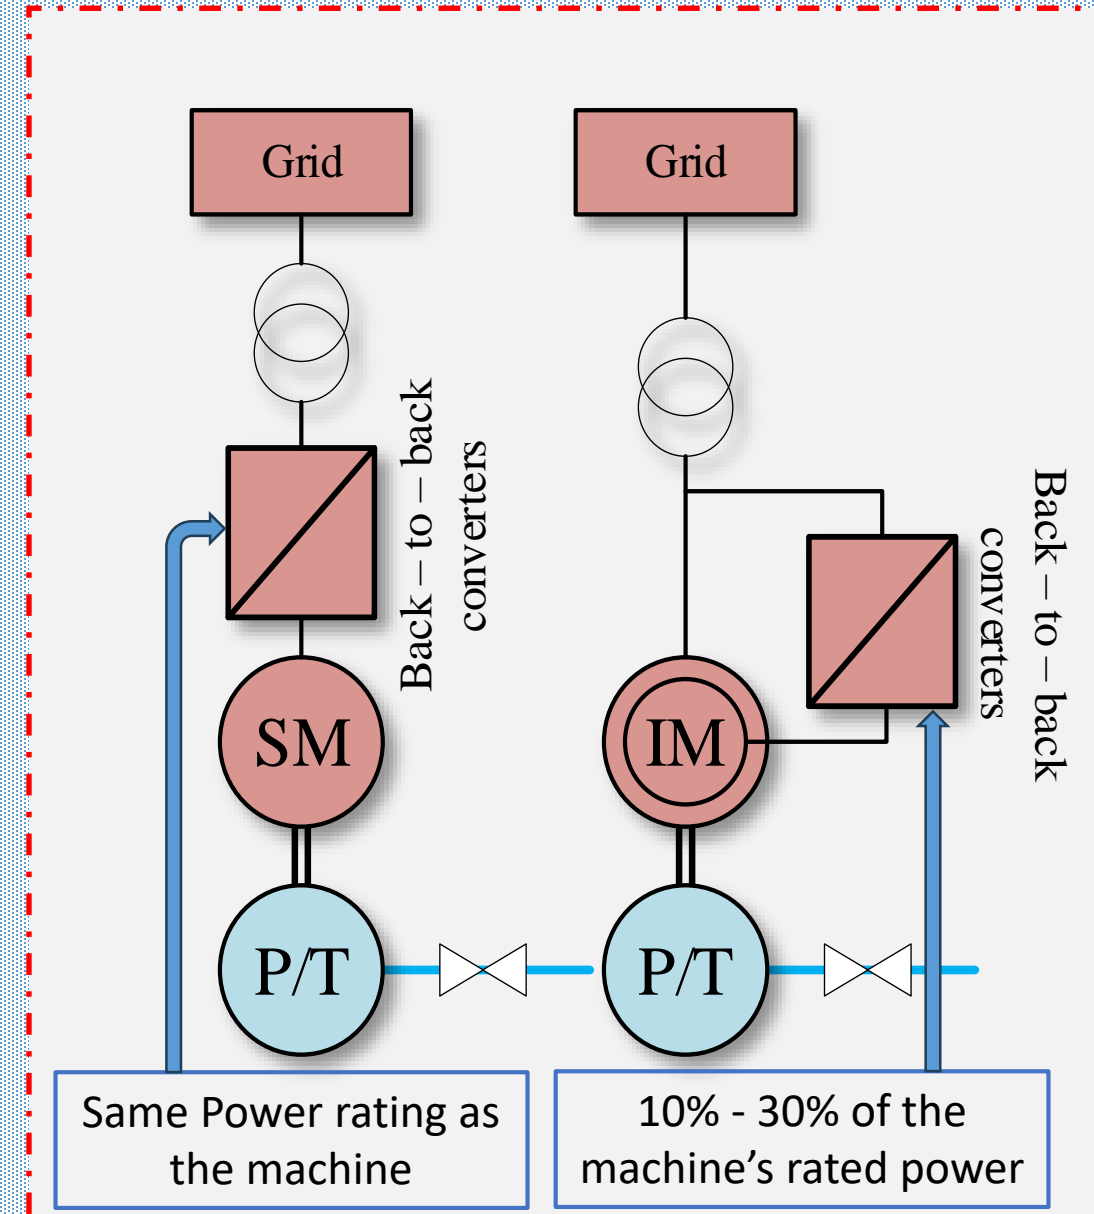 Grid
Grid
Back – to – back
converters
Back – to – back
converters
SM
IM
P/T
P/T
Same Power rating as
the machine
10% - 30% of the
machine’s rated power